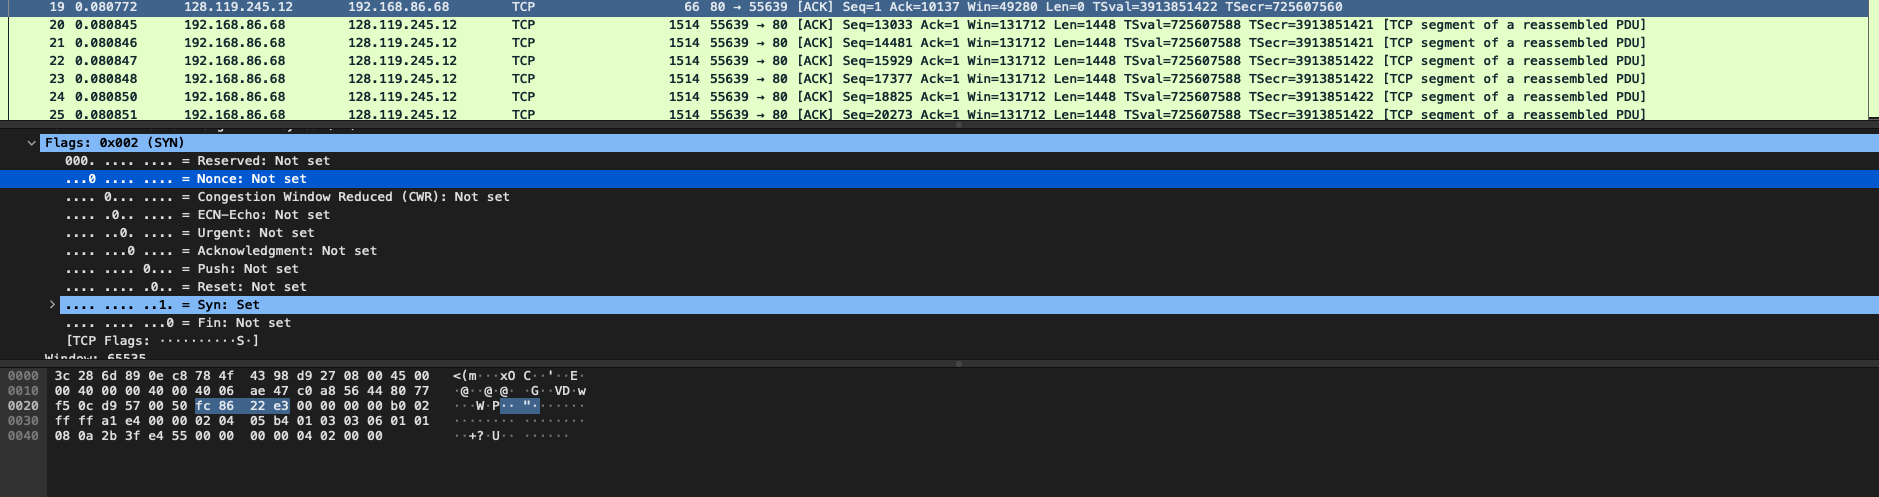 19 0.080772 128.119.245.12 192.168.86.68 TCP 66 80 → 55639 [ACK] Seq=1 Ack=10137 Win=49280 Len=0 TSval=3913851422 TSecr=725607560
20 0.080845 192.168.86.68 128.119.245.12 TCP 1514 55639 → 80 [ACK] Seq=13033 Ack=1 Win=131712 Len=1448 TSval=725607588 TSecr=3913851421 [TCP segment of a reassembled PDU]
21 0.080846 192.168.86.68 128.119.245.12 TCP 1514 55639 → 80 [ACK] Seq=14481 Ack=1 Win=131712 Len=1448 TSval=725607588 TSecr=3913851421 [TCP segment of a reassembled PDU]
22 0.080847 192.168.86.68 128.119.245.12 TCP 1514 55639 → 80 [ACK] Seq=15929 Ack=1 Win=131712 Len=1448 TSval=725607588 TSecr=3913851422 [TCP segment of a reassembled PDU]
23 0.080848 192.168.86.68 128.119.245.12 TCP 1514 55639 → 80 [ACK] Seq=17377 Ack=1 Win=131712 Len=1448 TSval=725607588 TSecr=3913851422 [TCP segment of a reassembled PDU]
24 0.080850 192.168.86.68 128.119.245.12 TCP 1514 55639 → 80 [ACK] Seq=18825 Ack=1 Win=131712 Len=1448 TSval=725607588 TSecr=3913851422 [TCP segment of a reassembled PDU]
25 0.080851 192.168.86.68 128.119.245.12 TCP 1514 55639 → 80 [ACK] Seq=20273 Ack=1 Win=131712 Len=1448 TSval=725607588 TSecr=3913851422 [TCP segment of a reassembled PDU]
Flags: 0x002 (SYN)
000. .... .... = Reserved: Not set
...0 .... .... = Nonce: Not set
.... 0... .... = Congestion Window Reduced (CWR): Not set
.... .0.. .... = ECN-Echo: Not set
.... ..0. .... = Urgent: Not set
.... ...0 .... = Acknowledgment: Not set
.... .... 0... = Push: Not set
.... .... .0.. = Reset: Not set
.... .... ..1. = Syn: Set
.... .... ...0 = Fin: Not set
[TCP Flags: ··········S·]
Window: 65535
0000 3c 28 6d 89 0e c8 78 4f 43 98 d9 27 08 00 45 00 <(m···xO C··'··E·
0010 00 40 00 00 40 00 40 06 ae 47 c0 a8 56 44 80 77 ·@··@·@· ·G··VD·w
0020 f5 0c d9 57 00 50 fc 86 22 e3 00 00 00 00 b0 02 ···W·P·· "·······
0030 ff ff a1 e4 00 00 02 04 05 b4 01 03 03 06 01 01 ········ ········
0040 08 0a 2b 3f e4 55 00 00 00 00 04 02 00 00 ··+?·U·· ······